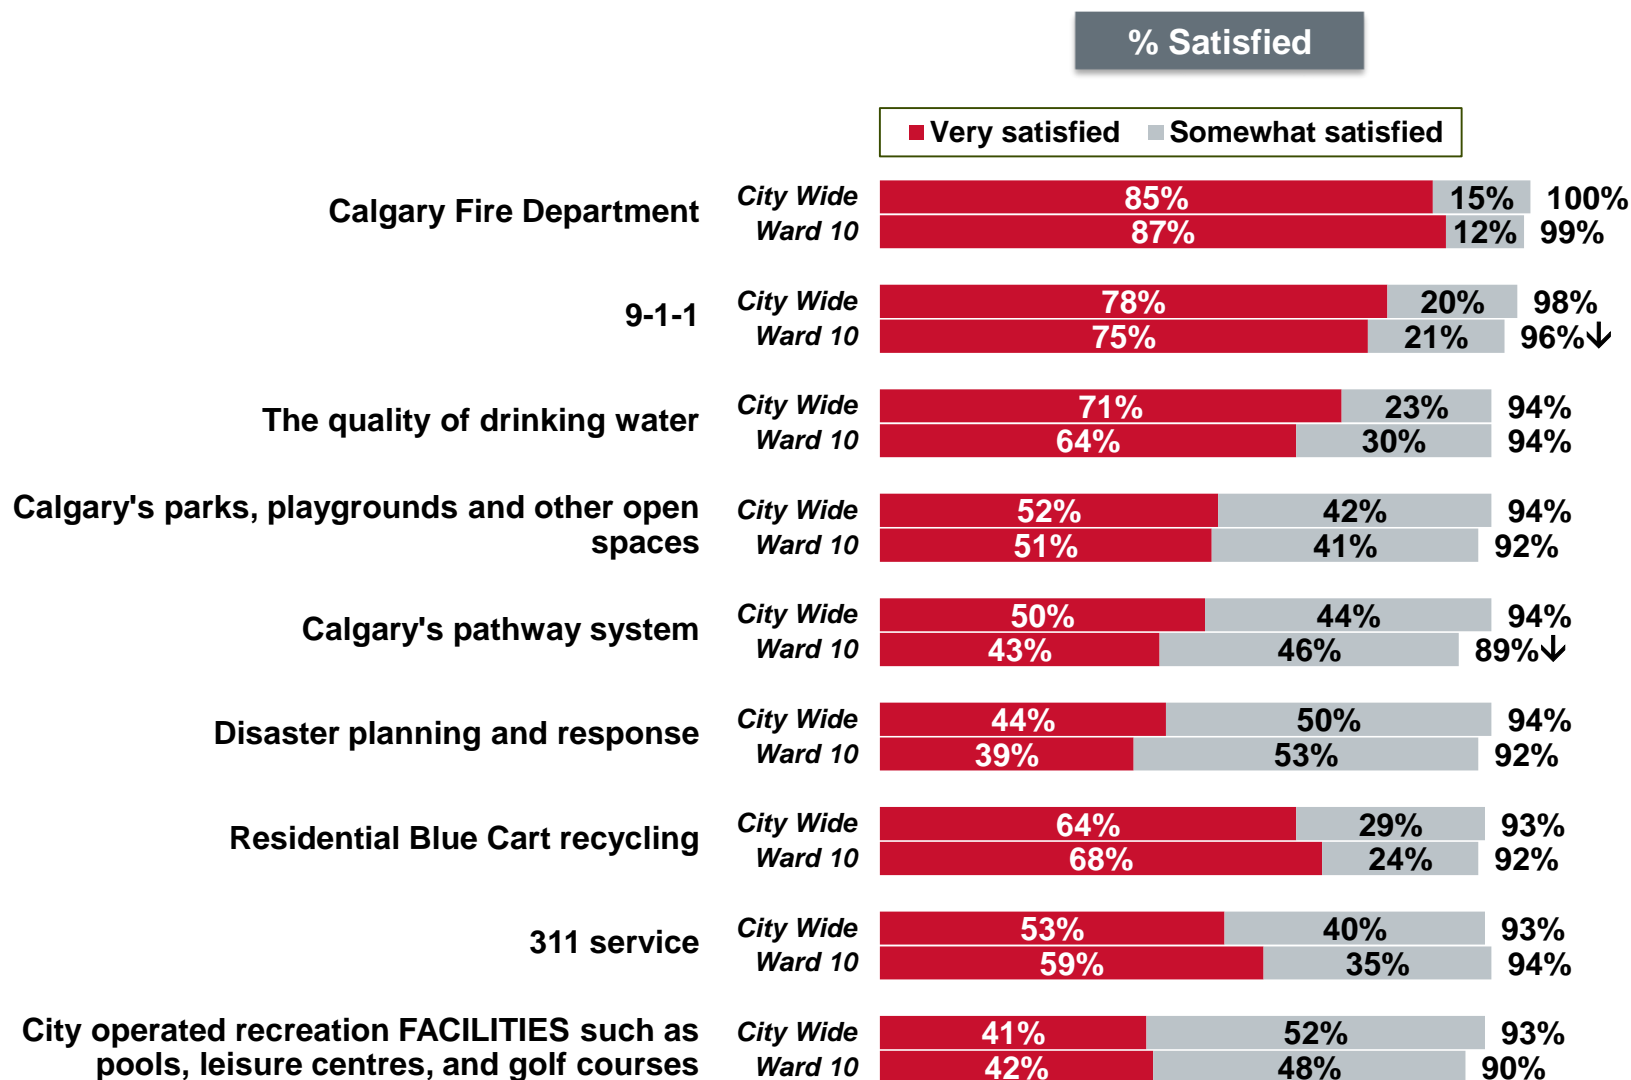 % Satisfied
Very satisfied Somewhat satisfied
Calgary Fire Department
City Wide 85% 15% 100%
Ward 10 87% 12% 99%
9-1-1
City Wide 78% 20% 98%
Ward 10 75% 21% 96%↓
The quality of drinking water
City Wide 71% 23% 94%
Ward 10 64% 30% 94%
Calgary's parks, playgrounds and other open
spaces
City Wide 52% 42% 94%
Ward 10 51% 41% 92%
Calgary's pathway system
City Wide 50% 44% 94%
Ward 10 43% 46% 89%↓
Disaster planning and response
City Wide 44% 50% 94%
Ward 10 39% 53% 92%
Residential Blue Cart recycling
City Wide 64% 29% 93%
Ward 10 68% 24% 92%
311 service
City Wide 53% 40% 93%
Ward 10 59% 35% 94%
City operated recreation FACILITIES such as
pools, leisure centres, and golf courses
City Wide 41% 52% 93%
Ward 10 42% 48% 90%